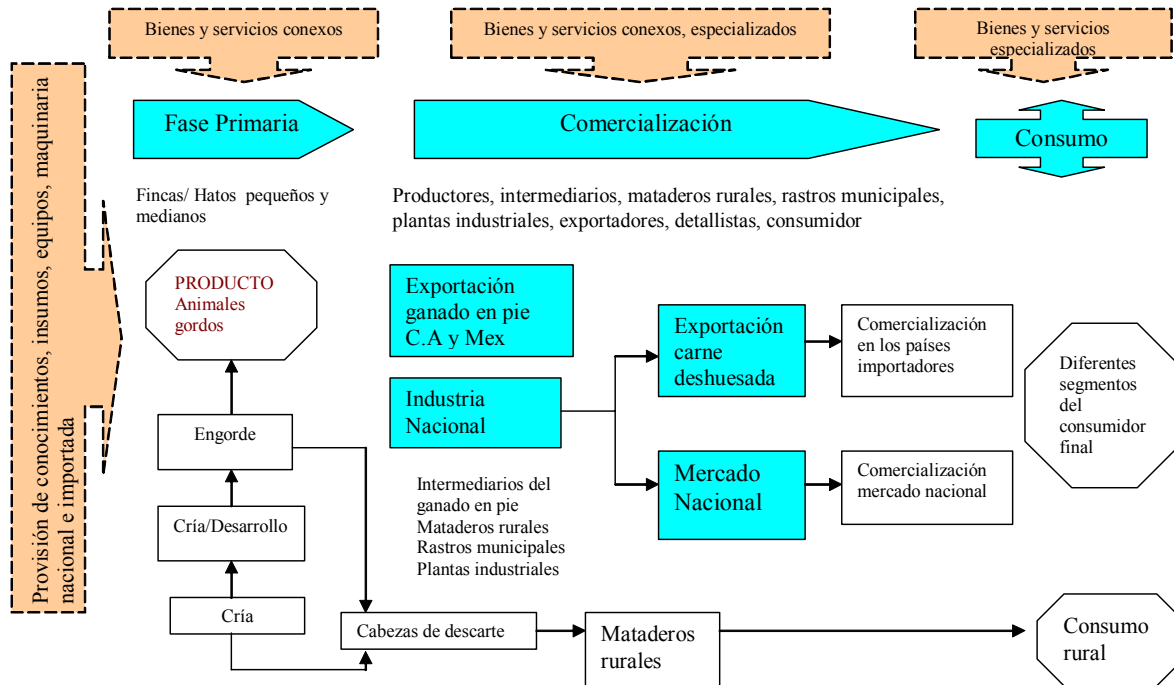 Bienes y servicios conexos
Bienes y servicios conexos, especializados
Bienes y servicios
especializados
Provisión de conocimientos, insumos, equipos, maquinaria
nacional e importada
Fase Primaria
Comercialización
Consumo
Fincas/ Hatos pequeños y
medianos
Productores, intermediarios, mataderos rurales, rastros municipales,
plantas industriales, exportadores, detallistas, consumidor
PRODUCTO
Animales
gordos
Exportación
ganado en pie
C.A y Mex
Exportación
carne
deshuesada
Comercialización
en los países
importadores
Diferentes
segmentos
del
consumidor
final
Industria
Nacional
Engorde
Mercado
Nacional
Comercialización
mercado nacional
Intermediarios del
ganado en pie
Mataderos rurales
Rastros municipales
Plantas industriales
Cría/Desarrollo
Cría
Cabezas de descarte
Mataderos
rurales
Consumo
rural